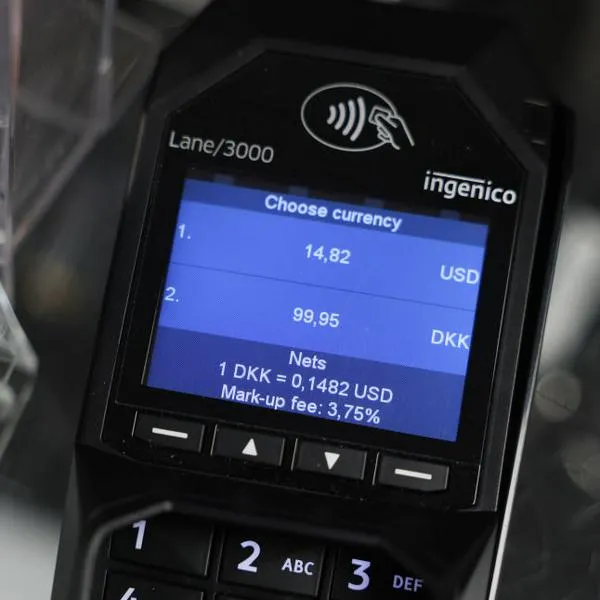 Lane/3000
ingenico
Choose currency
1. 14,82 USD
2. 99,95 DKK
Nets
1 DKK = 0,1482 USD
Mark-up fee: 3,75%
1 2 ABC 3 DEF
4